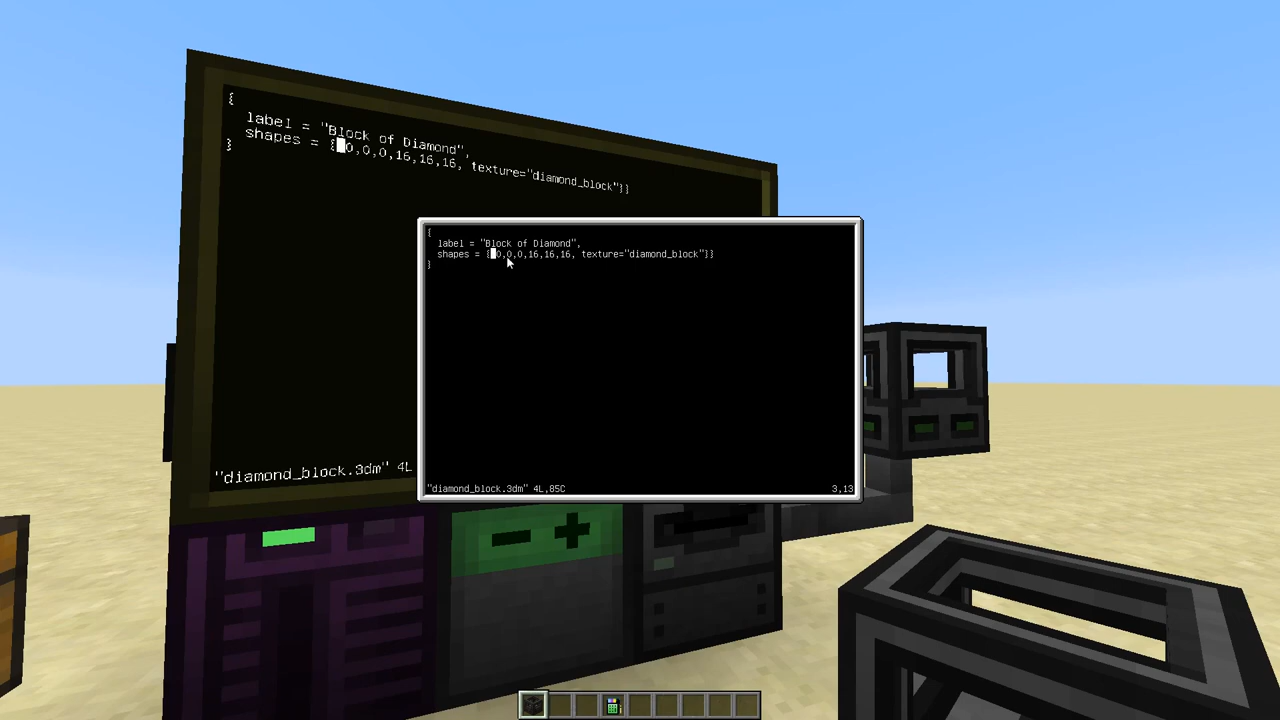 {
label = "Block of Diamond",
shapes = { 0,0,0,16,16,16, texture="diamond_block"}}
}
"diamond_block.3dm" 4L
{
label = "Block of Diamond",
shapes = { 0,0,0,16,16,16, texture="diamond_block"}}
}
"diamond_block.3dm" 4L,85C 3,13